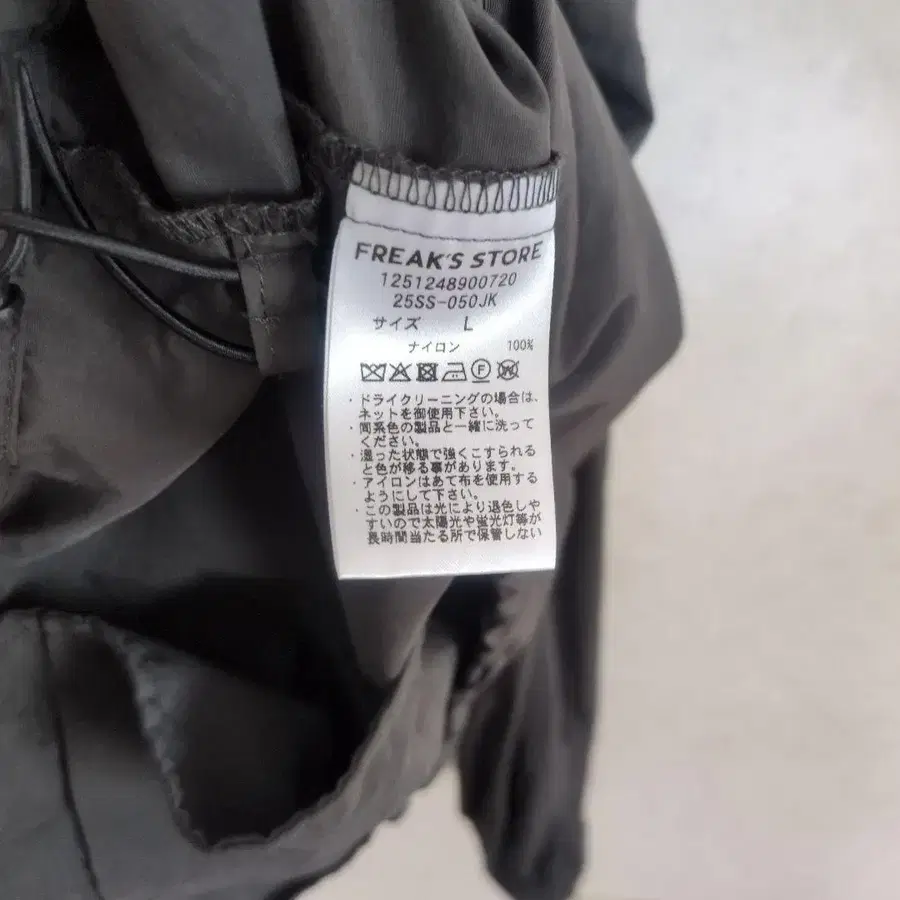 FREAK'S STORE
1251248900720
25SS-050JK
サイズ L
ナイロン 100%
F W
・ドライクリーニングの場合は、
ネットを御使用下さい。
・同系色の製品と一緒に洗って
ください。
・湿った状態で強くこすられる
と色が移る事があります。
・アイロンはあて布を使用する
ようにして下さい。
・この製品は光により退色しや
すいので太陽光や蛍光灯等が
長時間当たる所で保管しない